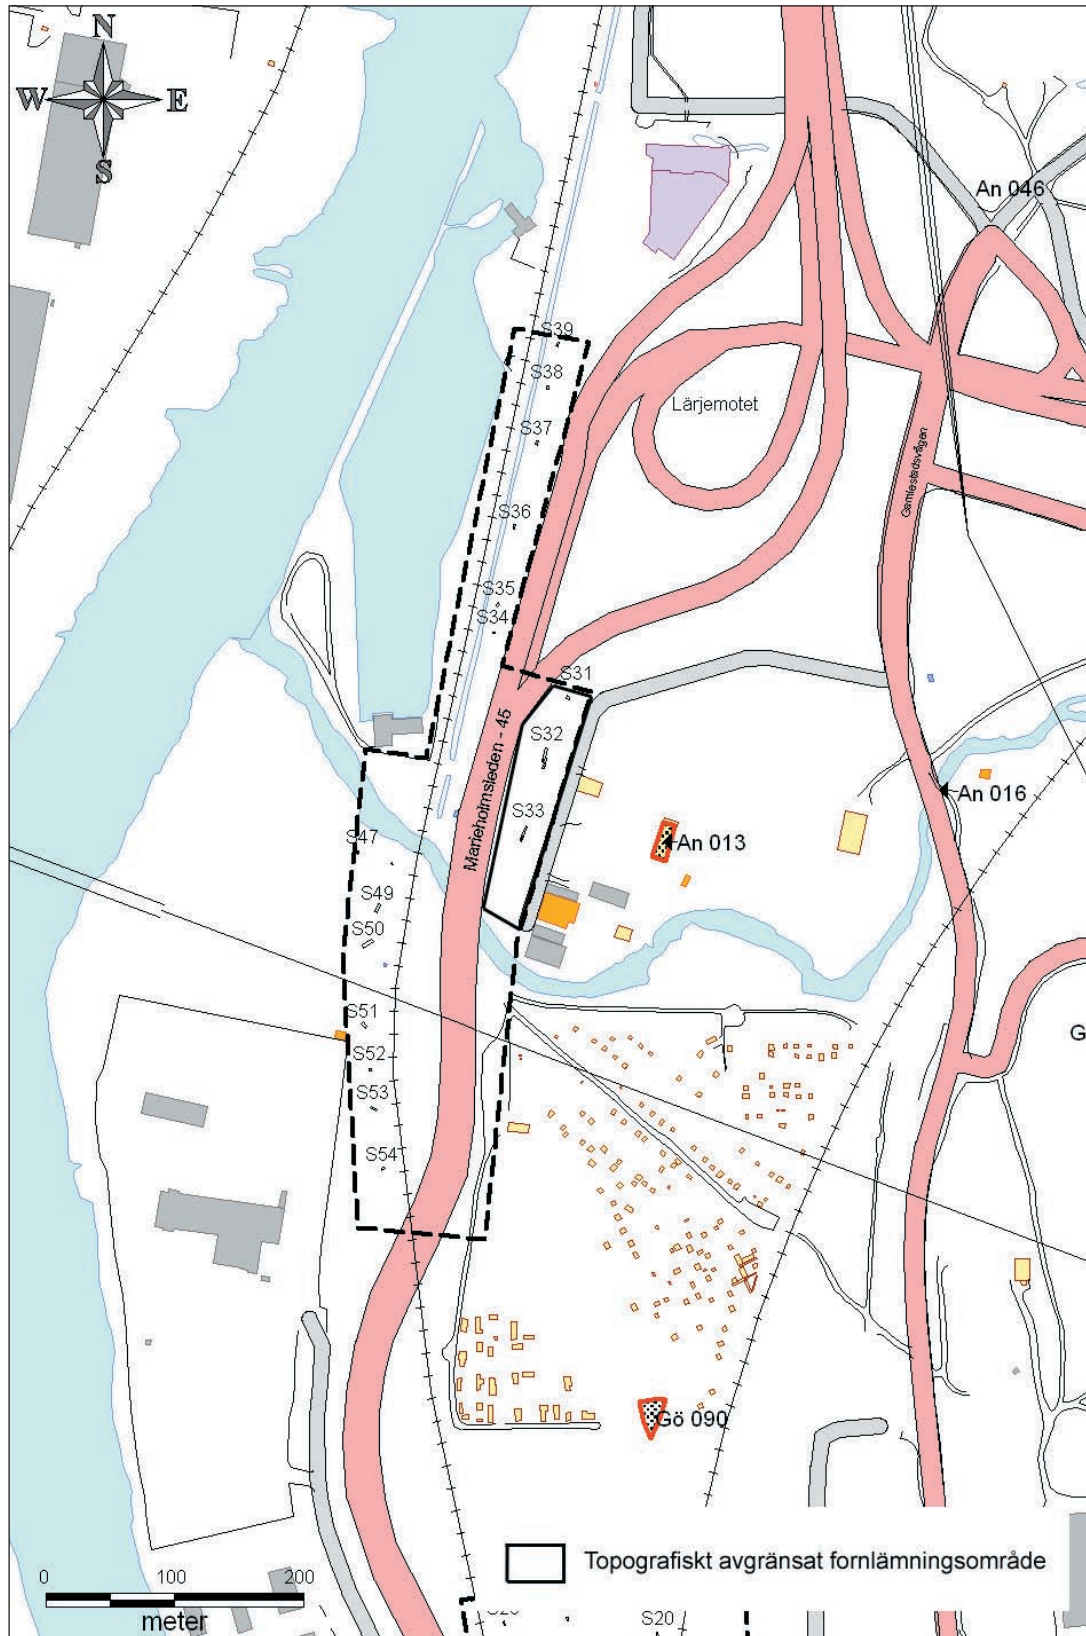 N
W E
S
An 046
S39
S38
Lärjemotet
S37
Gamlestadsvägen
S36
S35
S34
S31
Marieholmsleden - 45
S32
An 016
S33
An 013
S47
S49
S50
S51
G
S52
S53
S54
Gö 090
Topografiskt avgränsat fornlämningsområde
0 100 200
meter
S20